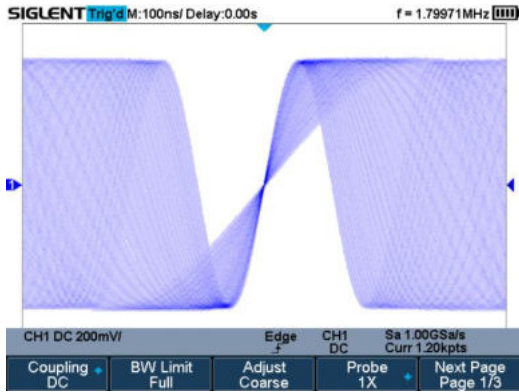 SIGLENT Trig'd M:100ns/ Delay:0.00s f = 1.79971MHz
1
CH1 DC 200mV/ Edge CH1 Sa 1.00GSa/s
DC Curr 1.20kpts
Coupling BW Limit Adjust Probe Next Page
DC Full Coarse 1X Page 1/3